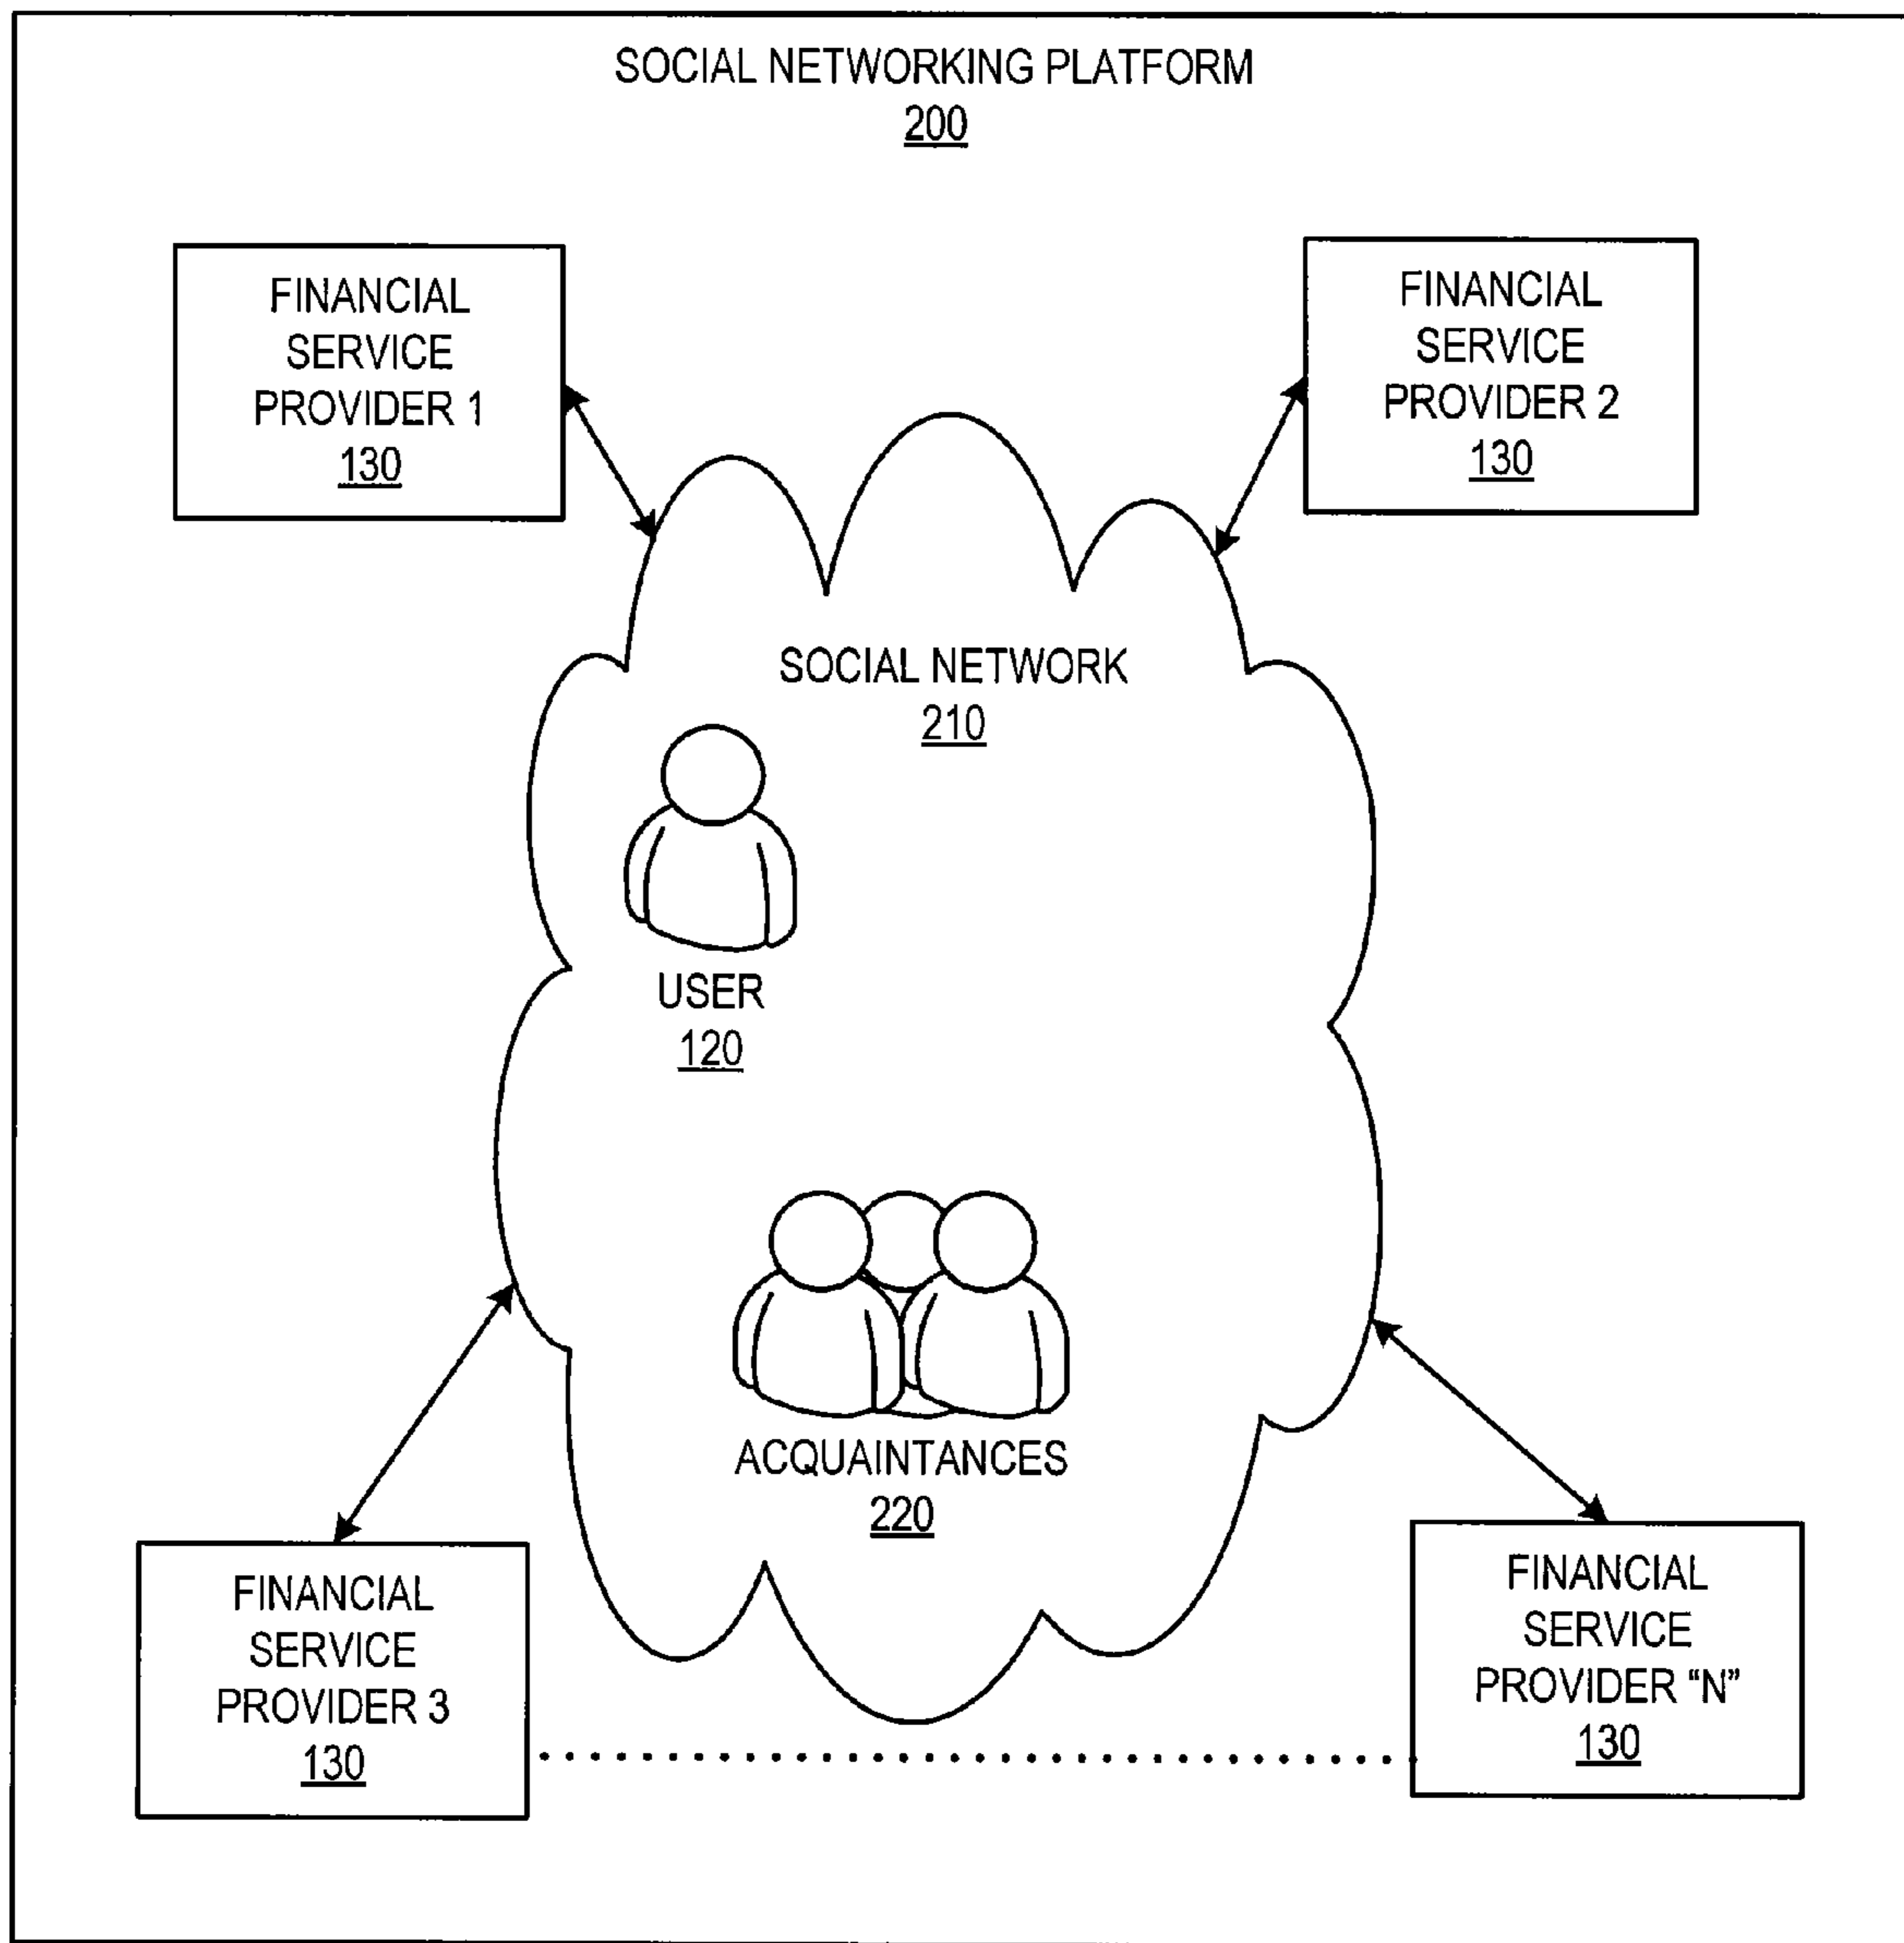 SOCIAL NETWORKING PLATFORM
200
FINANCIAL
SERVICE
PROVIDER 1
130
FINANCIAL
SERVICE
PROVIDER 2
130
SOCIAL NETWORK
210
USER
120
ACQUAINTANCES
220
FINANCIAL
SERVICE
PROVIDER 3
130
FINANCIAL
SERVICE
PROVIDER “N”
130